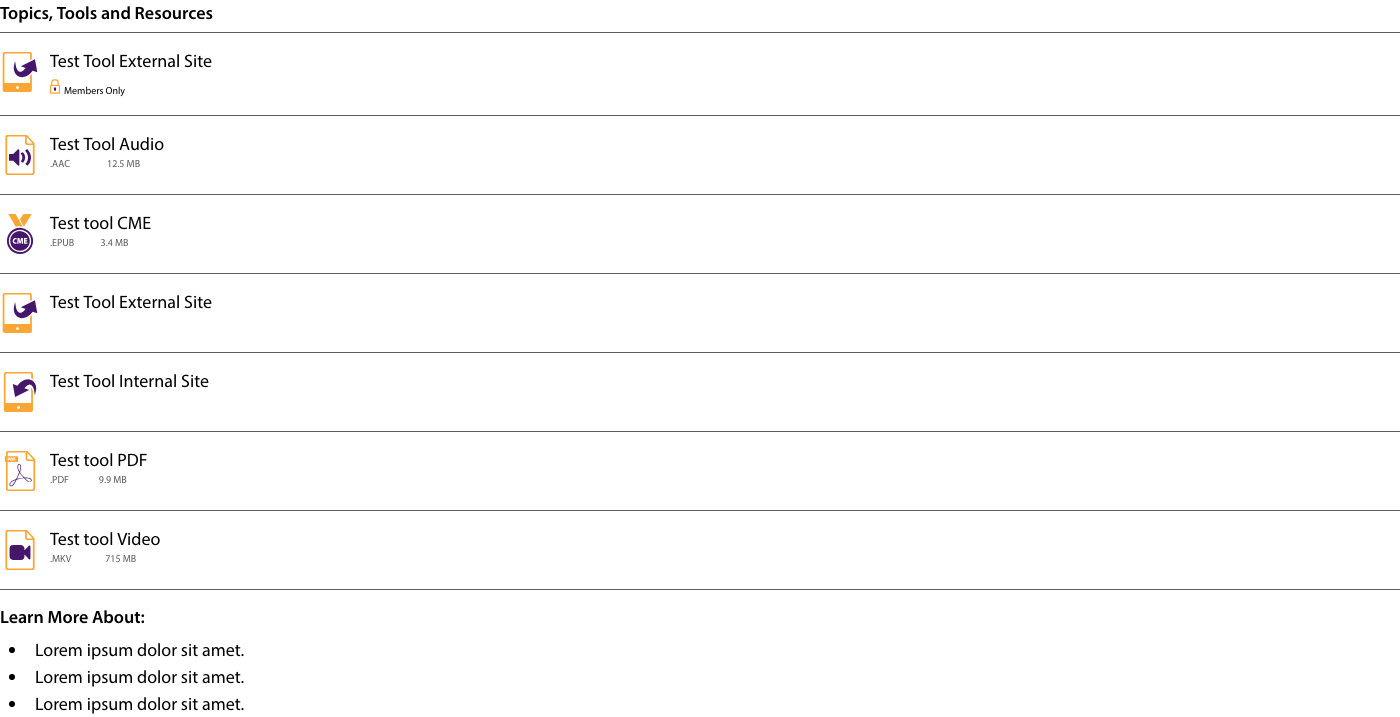 Topics, Tools and Resources
Test Tool External Site
Members Only
Test Tool Audio
.AAC 12.5 MB
CME
Test tool CME
.EPUB 3.4 MB
Test Tool External Site
Test Tool Internal Site
PDF
Test tool PDF
.PDF 9.9 MB
Test tool Video
.MKV 715 MB
Learn More About:
• Lorem ipsum dolor sit amet.
• Lorem ipsum dolor sit amet.
• Lorem ipsum dolor sit amet.